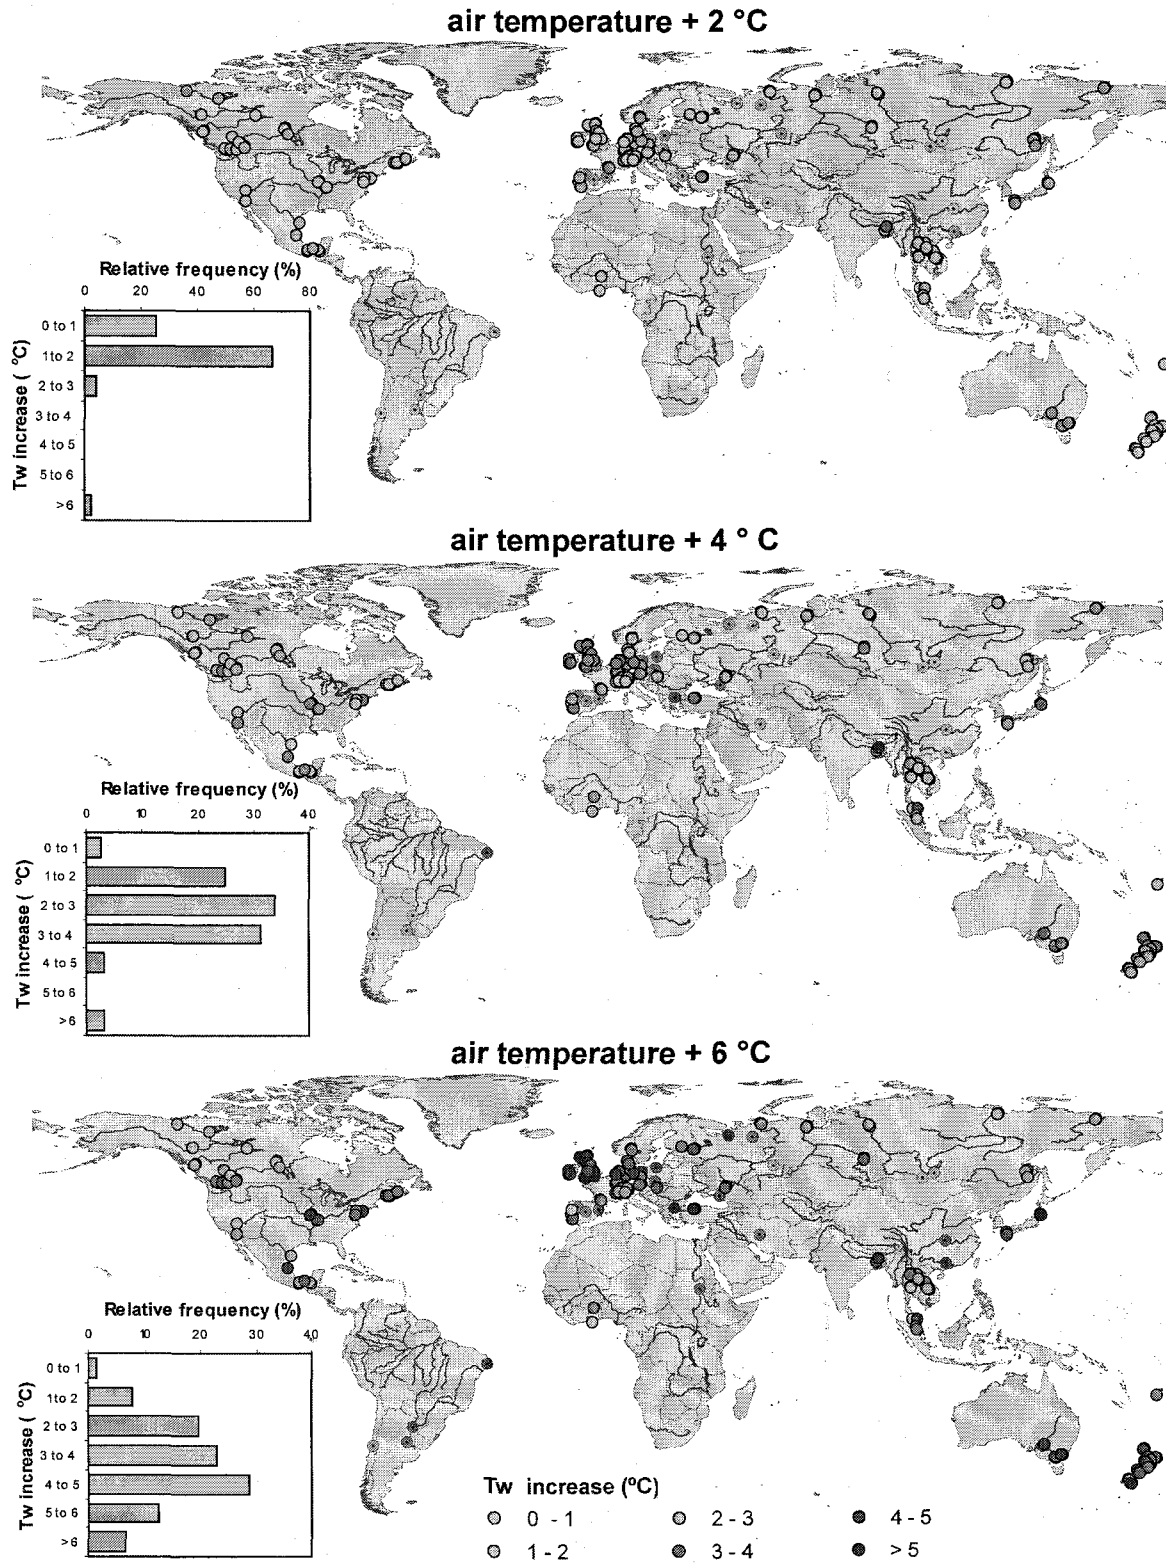 air temperature + 2 °C
Relative frequency (%)
0 20 40 60 80
Tw increase ( °C)
0 to 1
1to 2
2 to 3
3 to 4
4 to 5
5 to 6
>6
air temperature + 4 ° C
Relative frequency (%)
0 10 20 30 40
Tw increase ( °C)
0 to 1
1to 2
2 to 3
3 to 4
4 to 5
5 to 6
>6
air temperature + 6 °C
Relative frequency (%)
0 10 20 30 40
Tw increase ( °C)
0 to 1
1to 2
2 to 3
3 to 4
4 to 5
5 to 6
>6
Tw increase (ºC)
0 - 1 2 - 3 4 - 5
1 - 2 3 - 4 > 5